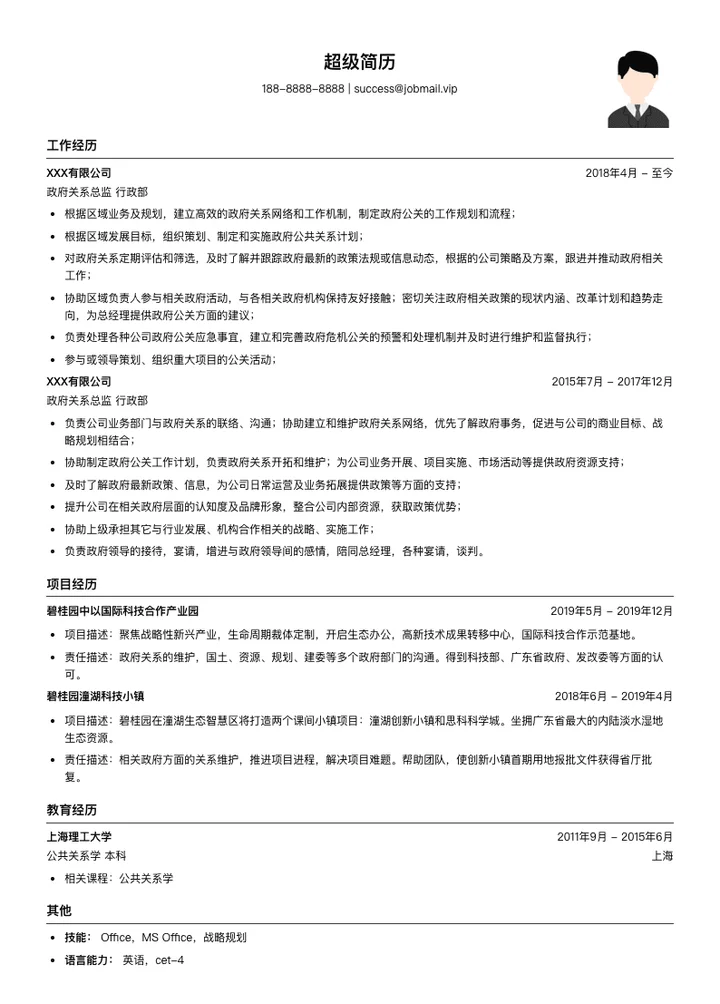 超级简历
188-8888-8888 | success@jobmail.vip
工作经历
XXX有限公司 2018年4月 – 至今
政府关系总监 行政部
• 根据区域业务及规划，建立高效的政府关系网络和工作机制，制定政府公关的工作规划和流程；
• 根据区域发展目标，组织策划、制定和实施政府公共关系计划；
• 对政府关系定期评估和筛选，及时了解并跟踪政府最新的政策法规或信息动态，根据的公司策略及方案，跟进并推动政府相关
工作；
• 协助区域负责人参与相关政府活动，与各相关政府机构保持友好接触；密切关注政府相关政策的现状内涵、改革计划和趋势走
向，为总经理提供政府公关方面的建议；
• 负责处理各种公司政府公关应急事宜，建立和完善政府危机公关的预警和处理机制并及时进行维护和监督执行；
• 参与或领导策划、组织重大项目的公关活动；
XXX有限公司 2015年7月 – 2017年12月
政府关系总监 行政部
• 负责公司业务部门与政府关系的联络、沟通；协助建立和维护政府关系网络，优先了解政府事务，促进与公司的商业目标、战
略规划相结合；
• 协助制定政府公关工作计划，负责政府关系开拓和维护；为公司业务开展、项目实施、市场活动等提供政府资源支持；
• 及时了解政府最新政策、信息，为公司日常运营及业务拓展提供政策等方面的支持；
• 提升公司在相关政府层面的认知度及品牌形象，整合公司内部资源，获取政策优势；
• 协助上级承担其它与行业发展、机构合作相关的战略、实施工作；
• 负责政府领导的接待，宴请，增进与政府领导间的感情，陪同总经理，各种宴请，谈判。
项目经历
碧桂园中以国际科技合作产业园 2019年5月 – 2019年12月
• 项目描述：聚焦战略性新兴产业，生命周期裁体定制，开启生态办公，高新技术成果转移中心，国际科技合作示范基地。
• 责任描述：政府关系的维护，国土、资源、规划、建委等多个政府部门的沟通。得到科技部、广东省政府、发改委等方面的认
可。
碧桂园潼湖科技小镇 2018年6月 – 2019年4月
• 项目描述：碧桂园在潼湖生态智慧区将打造两个课间小镇项目：潼湖创新小镇和思科科学城。坐拥广东省最大的内陆淡水湿地
生态资源。
• 责任描述：相关政府方面的关系维护，推进项目进程，解决项目难题。帮助团队，使创新小镇首期用地报批文件获得省厅批
复。
教育经历
上海理工大学 2011年9月 – 2015年6月
公共关系学 本科 上海
• 相关课程：公共关系学
其他
• 技能： Office，MS Office，战略规划
• 语言能力： 英语，cet-4